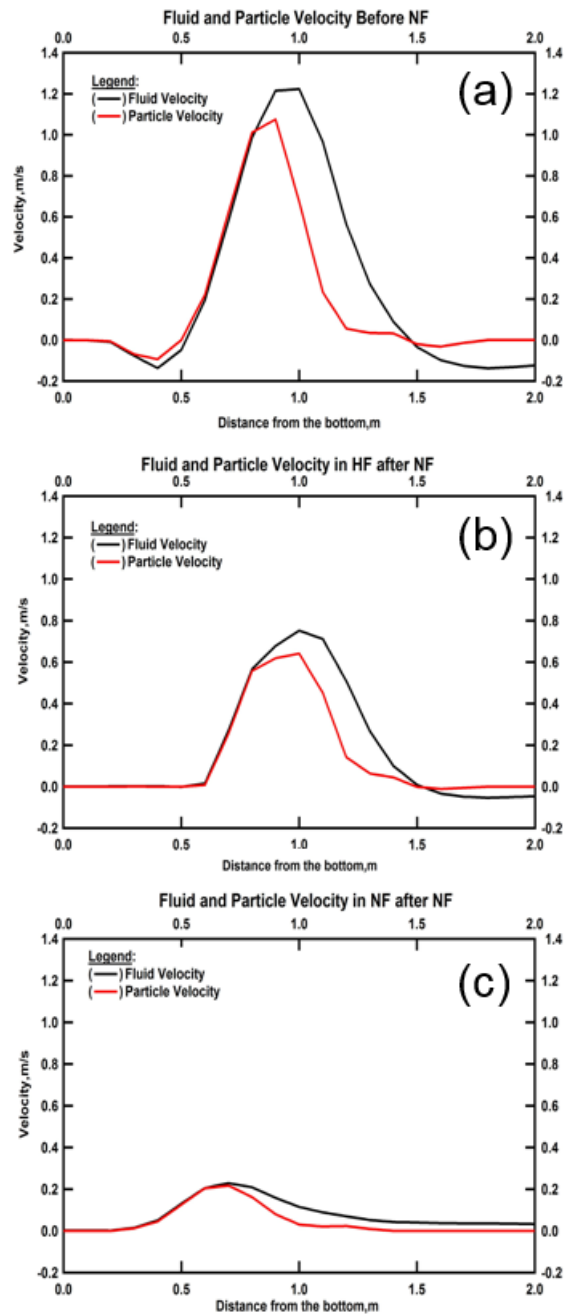 Fluid and Particle Velocity Before NF
0.0 0.5 1.0 1.5 2.0
1.4 1.4
Legend:
(—) Fluid Velocity
(—) Particle Velocity
(a)
1.2 1.2
1.0 1.0
0.8 0.8
0.6 0.6
0.4 0.4
0.2 0.2
0.0 0.0
-0.2 -0.2
Velocity,m/s
0.0 0.5 1.0 1.5 2.0
Distance from the bottom,m
Fluid and Particle Velocity in HF after NF
0.0 0.5 1.0 1.5 2.0
1.4 1.4
Legend:
(—) Fluid Velocity
(—) Particle Velocity
(b)
1.2 1.2
1.0 1.0
0.8 0.8
0.6 0.6
0.4 0.4
0.2 0.2
0.0 0.0
-0.2 -0.2
Velocity,m/s
0.0 0.5 1.0 1.5 2.0
Distance from the bottom,m
Fluid and Particle Velocity in NF after NF
0.0 0.5 1.0 1.5 2.0
1.4 1.4
Legend:
(—) Fluid Velocity
(—) Particle Velocity
(c)
1.2 1.2
1.0 1.0
0.8 0.8
0.6 0.6
0.4 0.4
0.2 0.2
0.0 0.0
-0.2 -0.2
Velocity,m/s
0.0 0.5 1.0 1.5 2.0
Distance from the bottom,m